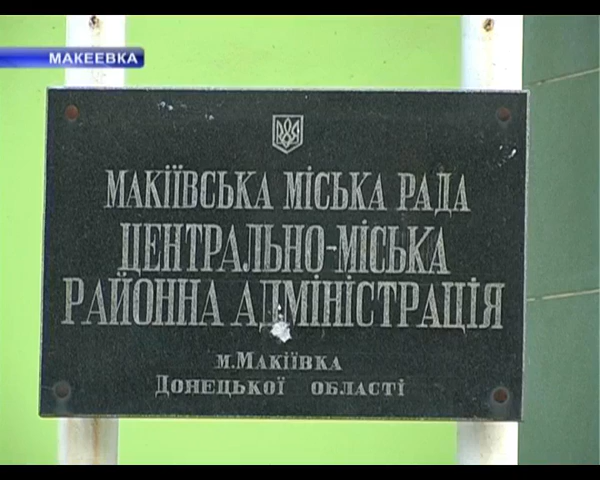 МАКЕЕВКА
МАКІЇВСЬКА МІСЬКА РАДА
ЦЕНТРАЛЬНО-МІСЬКА
РАЙОННА АДМІНІСТРАЦІЯ
м.Макіївка
Донецької області